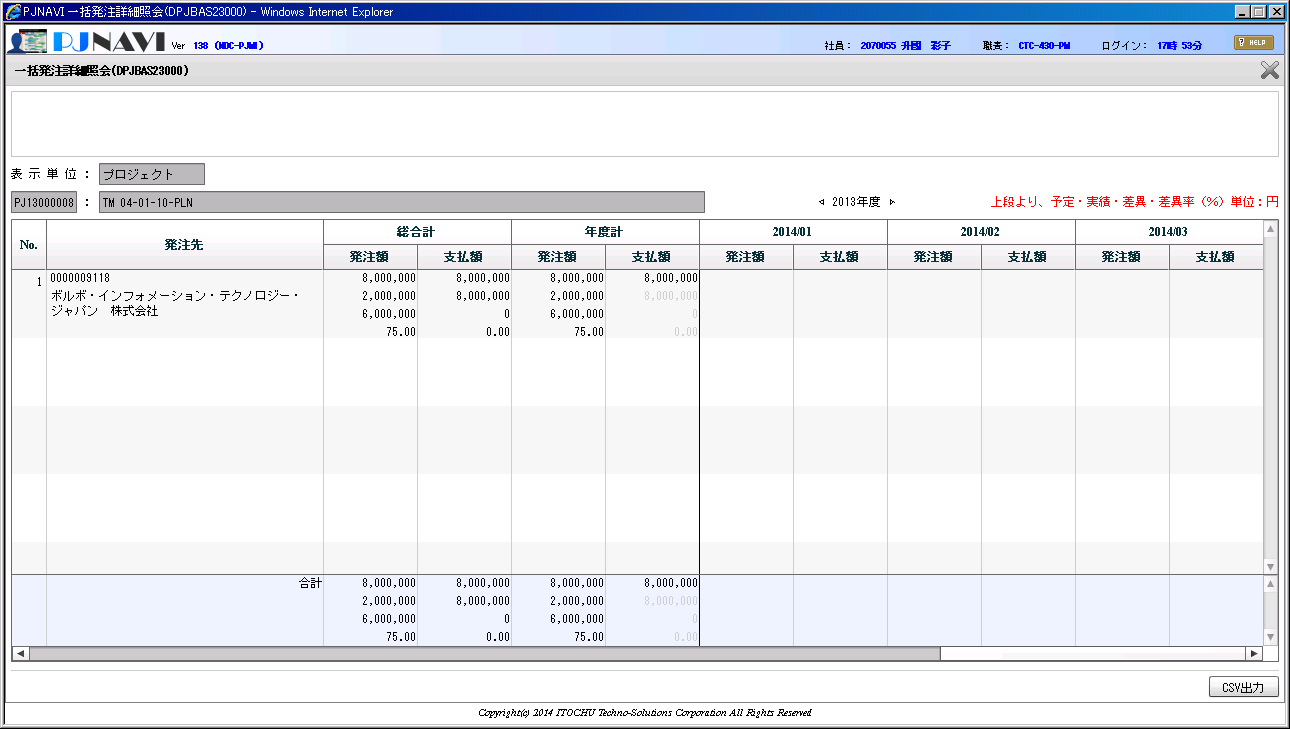 PJNAVI 一括発注詳細照会(DPJBAS23000) - Windows Internet Explorer
PJNAVI Ver 138 (NDC-PJM) 社員： 2070055 升國 彩子 職責： CTC-430-PM ログイン： 17時 53分 ? HELP
一括発注詳細照会(DPJBAS23000)
表 示 単 位 ： プロジェクト
PJ13000008 ： TM 04-01-10-PLN 2013年度 上段より、予定・実績・差異・差異率（%）単位：円
No. 発注先 総合計 年度計 2014/01 2014/02 2014/03
発注額 支払額 発注額 支払額 発注額 支払額 発注額 支払額 発注額 支払額
1 0000009118 8,000,000 8,000,000 8,000,000 8,000,000
ボルボ・インフォメーション・テクノロジー・ 2,000,000 8,000,000 2,000,000 8,000,000
ジャパン 株式会社 6,000,000 0 6,000,000 0
75.00 0.00 75.00 0.00
合計 8,000,000 8,000,000 8,000,000 8,000,000
2,000,000 8,000,000 2,000,000 8,000,000
6,000,000 0 6,000,000 0
75.00 0.00 75.00 0.00
CSV出力
Copyright(c) 2014 ITOCHU Techno-Solutions Corporation All Rights Reserved